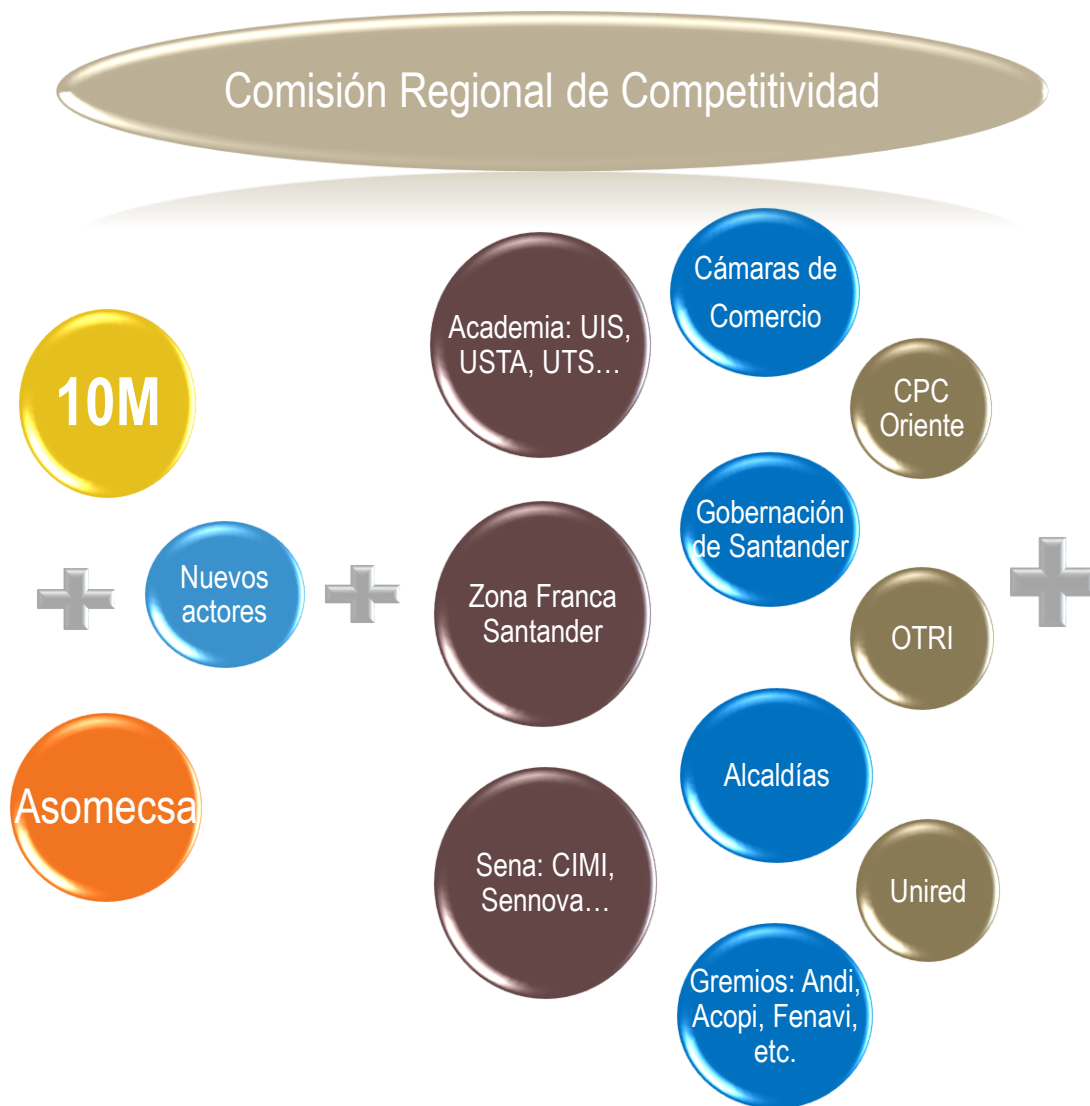 Comisión Regional de Competitividad
10M
Nuevos
actores
Asomecsa
Academia: UIS,
USTA, UTS…
Zona Franca
Santander
Sena: CIMI,
Sennova…
Cámaras de
Comercio
Gobernación
de Santander
Alcaldías
Gremios: Andi,
Acopi, Fenavi,
etc.
CPC
Oriente
OTRI
Unired